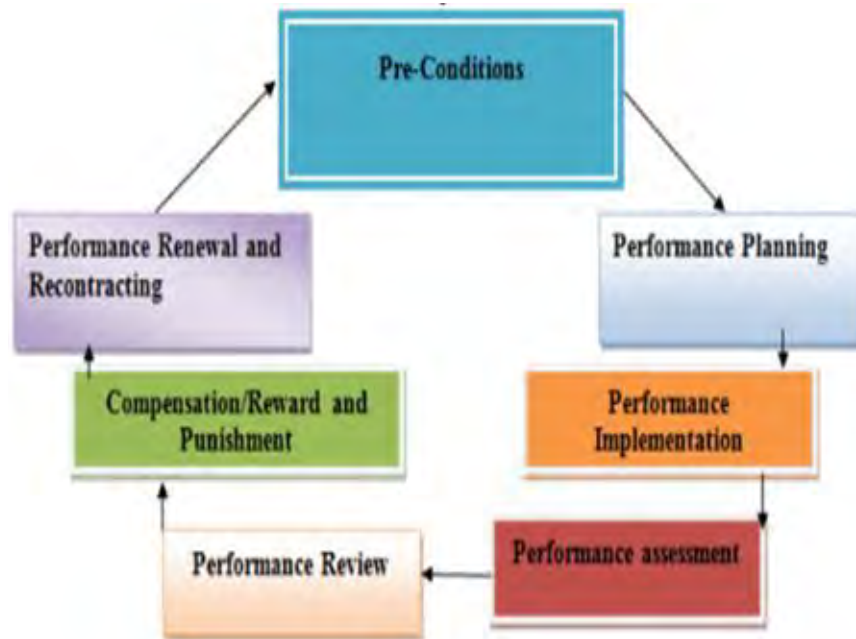 Pre-Conditions
Performance Planning
Performance
Implementation
Performance assessment
Performance Review
Compensation/Reward and
Punishment
Performance Renewal and
Recontracting